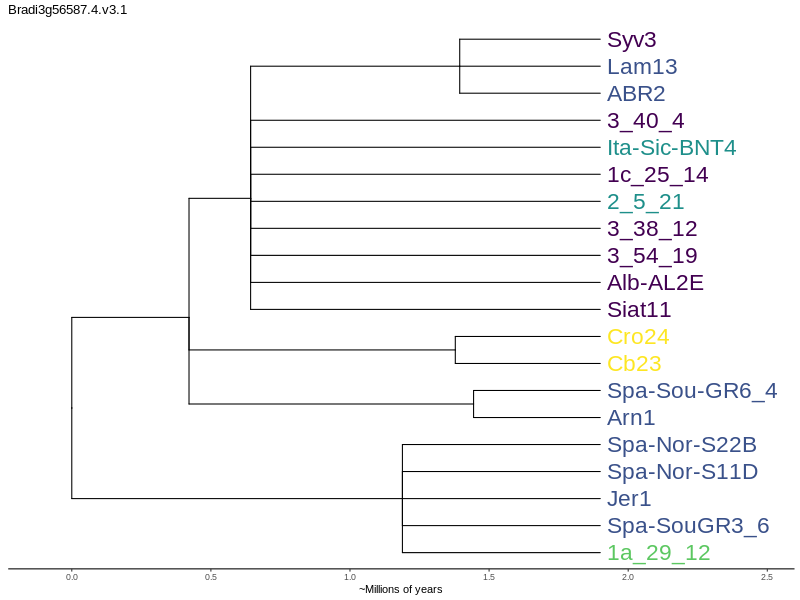 Bradi3g56587.4.v3.1
Syv3
Lam13
ABR2
3_40_4
Ita-Sic-BNT4
1c_25_14
2_5_21
3_38_12
3_54_19
Alb-AL2E
Siat11
Cro24
Cb23
Spa-Sou-GR6_4
Arn1
Spa-Nor-S22B
Spa-Nor-S11D
Jer1
Spa-SouGR3_6
1a_29_12
0.0 0.5 1.0 1.5 2.0 2.5
~Millions of years